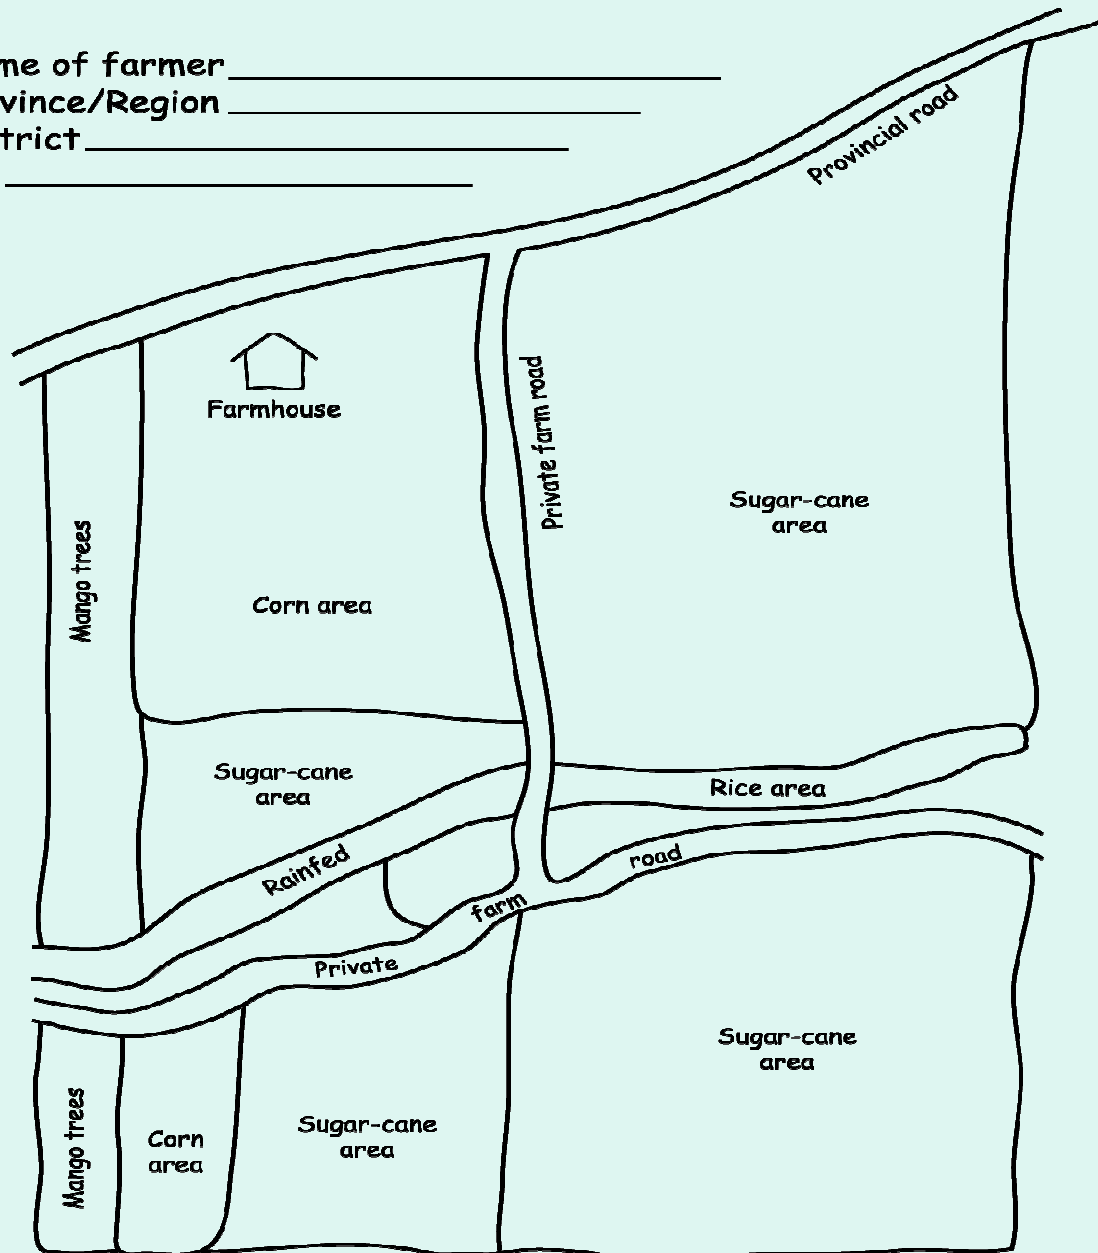 me of farmer
vince/Region
trict
Provincial road
Farmhouse
Private farm road
Sugar-cane
area
Mango trees
Corn area
Sugar-cane
area
Rice area
Rainfed
road
farm
Private
Sugar-cane
area
Mango trees
Corn
area
Sugar-cane
area